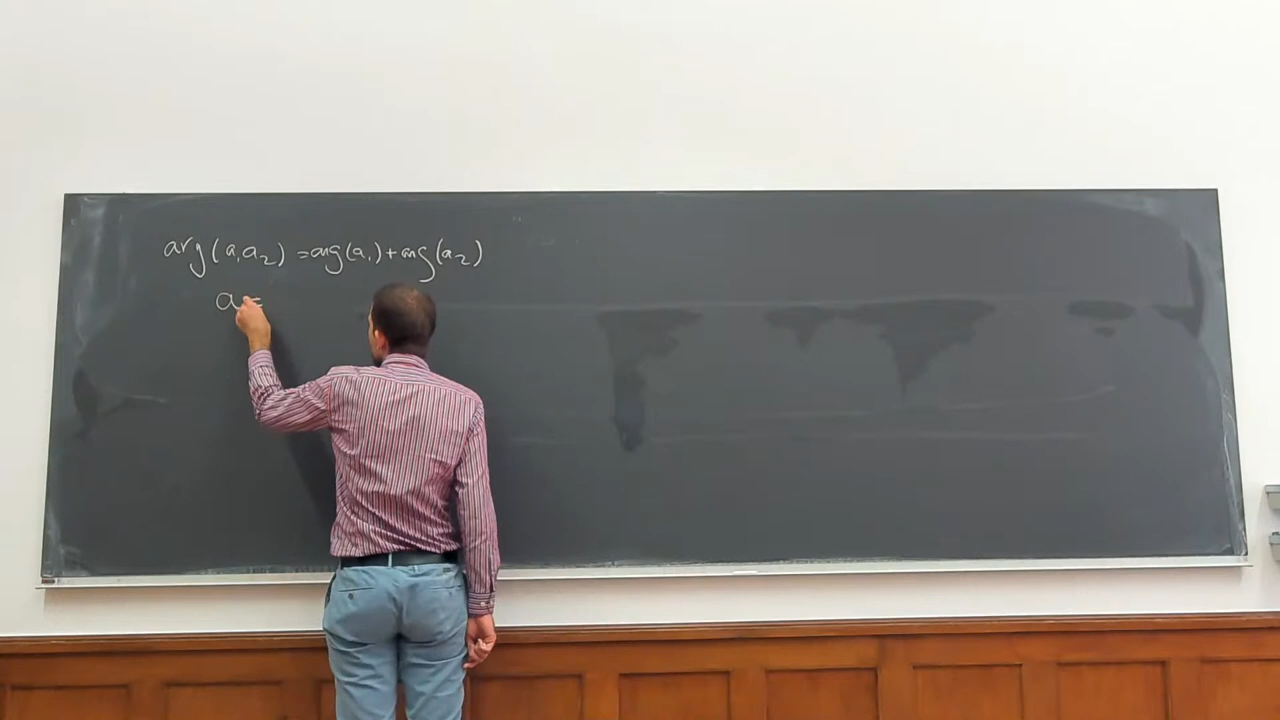 arg(a₁a₂) = arg(a₁) + arg(a₂)
a =